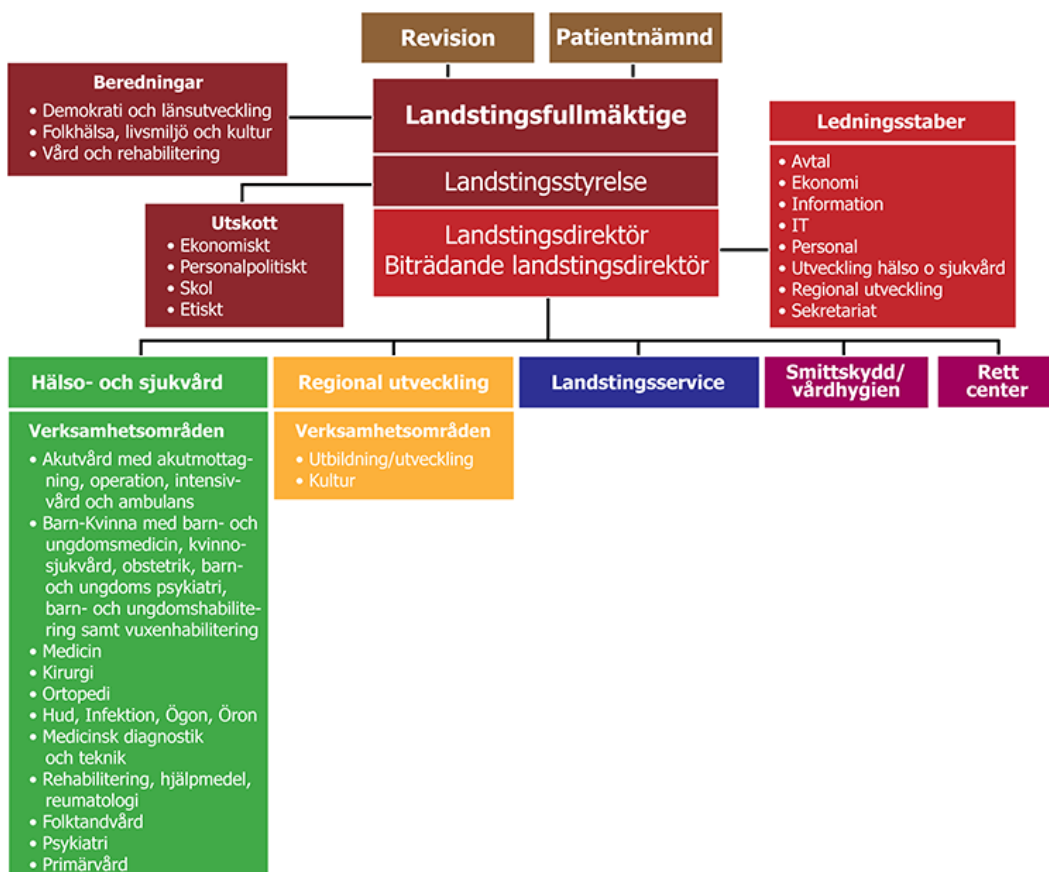 Revision
Patientnämnd
Beredningar
• Demokrati och länsutveckling
• Folkhälsa, livsmiljö och kultur
• Vård och rehabilitering
Landstingsfullmäktige
Landstingsstyrelse
Landstingsdirektör
Biträdande landstingsdirektör
Utskott
• Ekonomiskt
• Personalpolitiskt
• Skol
• Etiskt
Ledningsstaber
• Avtal
• Ekonomi
• Information
• IT
• Personal
• Utveckling hälso o sjukvård
• Regional utveckling
• Sekretariat
Hälso- och sjukvård
Verksamhetsområden
• Akutvård med akutmottag-
ning, operation, intensiv-
vård och ambulans
• Barn-Kvinna med barn- och
ungdomsmedicin, kvinno-
sjukvård, obstetrik, barn-
och ungdoms psykiatri,
barn- och ungdomshabilite-
ring samt vuxenhabilitering
• Medicin
• Kirurgi
• Ortopedi
• Hud, Infektion, Ögon, Öron
• Medicinsk diagnostik
och teknik
• Rehabilitering, hjälpmedel,
reumatologi
• Folktandvård
• Psykiatri
• Primärvård
Regional utveckling
Verksamhetsområden
• Utbildning/utveckling
• Kultur
Landstingsservice
Smittskydd/
vårdhygien
Rett
center